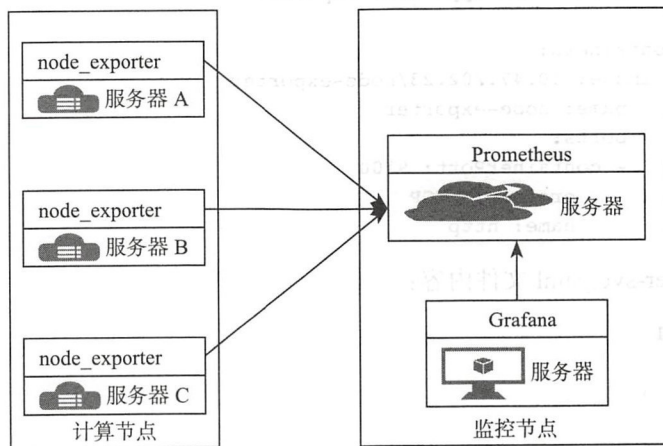 node_exporter
服务器 A
node_exporter
服务器 B
node_exporter
服务器 C
计算节点
Prometheus
服务器
Grafana
服务器
监控节点